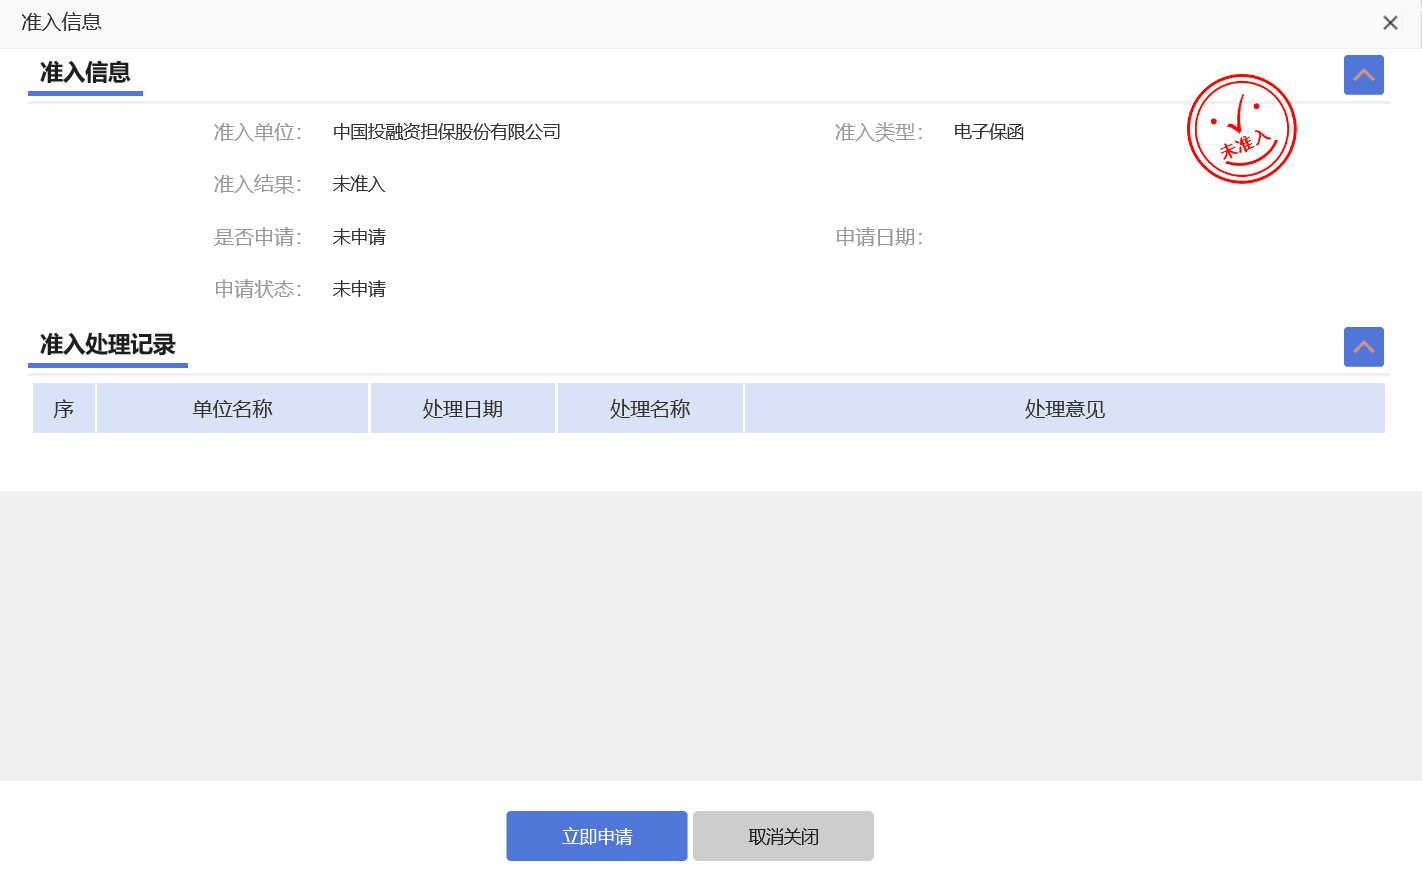 准入信息
准入信息
准入单位： 中国投融资担保股份有限公司 准入类型： 电子保函
未准入
准入结果： 未准入
是否申请： 未申请 申请日期：
申请状态： 未申请
准入处理记录
序 单位名称 处理日期 处理名称 处理意见
立即申请 取消关闭